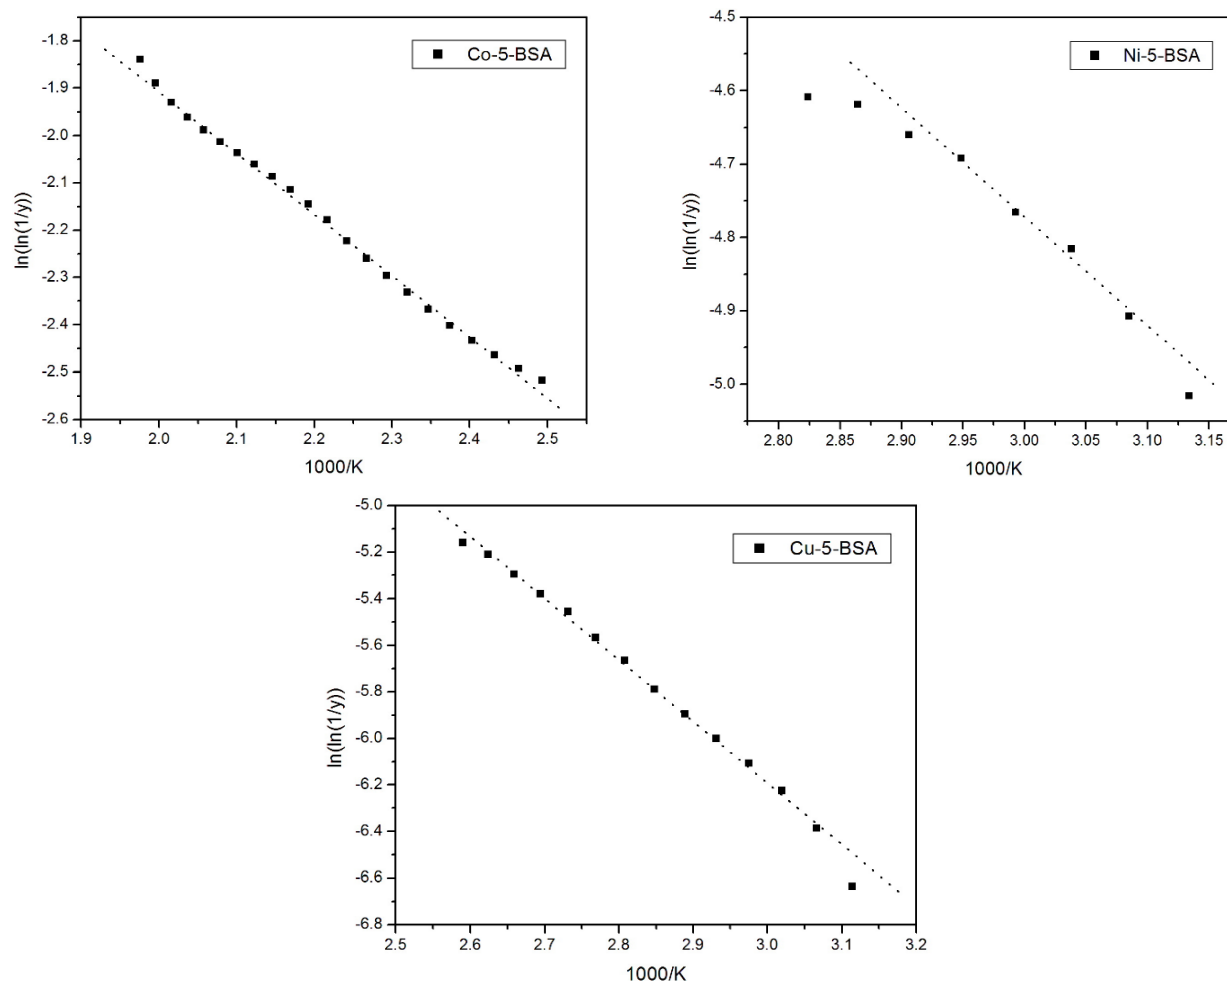 Co-5-BSA
ln(ln(1/y))
-1.8
-1.9
-2.0
-2.1
-2.2
-2.3
-2.4
-2.5
-2.6
1.9 2.0 2.1 2.2 2.3 2.4 2.5
1000/K
Ni-5-BSA
ln(ln(1/y))
-4.5
-4.6
-4.7
-4.8
-4.9
-5.0
2.80 2.85 2.90 2.95 3.00 3.05 3.10 3.15
1000/K
Cu-5-BSA
ln(ln(1/y))
-5.0
-5.2
-5.4
-5.6
-5.8
-6.0
-6.2
-6.4
-6.6
-6.8
2.5 2.6 2.7 2.8 2.9 3.0 3.1 3.2
1000/K